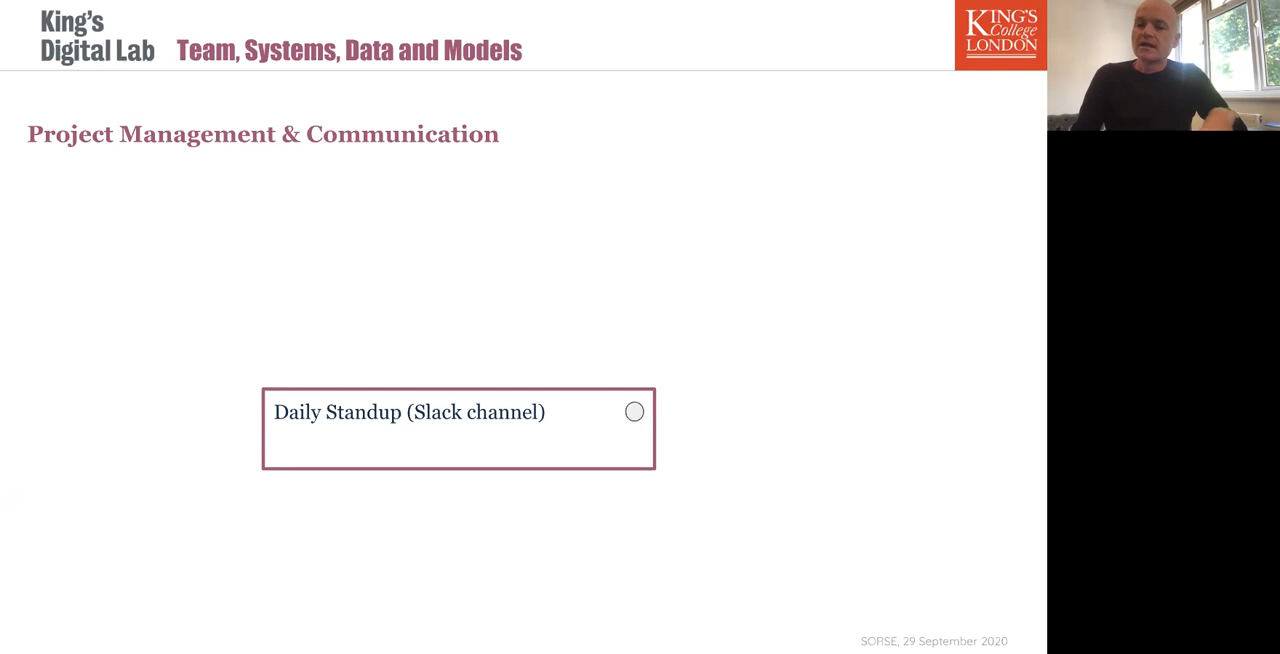 King's
Digital Lab
Team, Systems, Data and Models
KING'S
College
LONDON
Project Management & Communication
Daily Standup (Slack channel)
SORSE, 29 September 2020